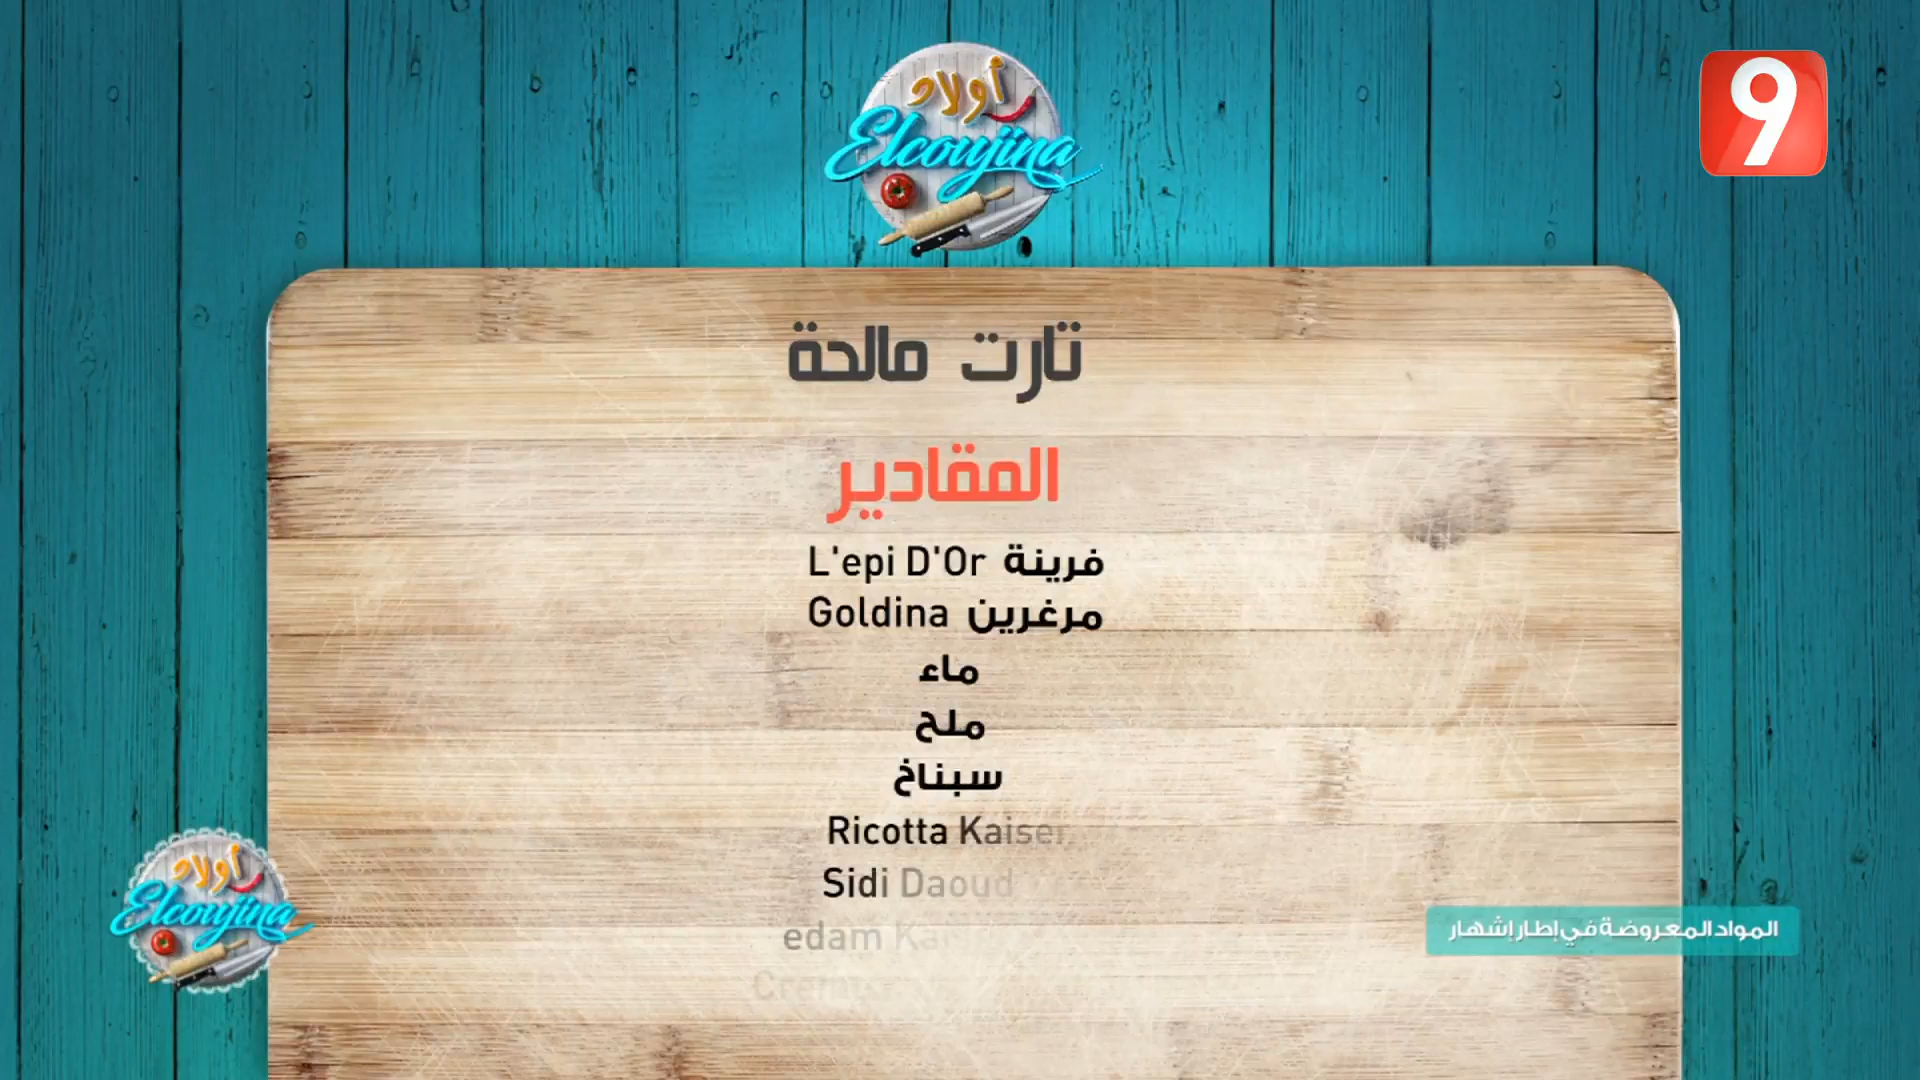 أولاد
Elcoujina
9
تارت مالحة
المقادير
فرينة L'epi D'Or
مرغرين Goldina
ماء
ملح
سبناخ
Ricotta Kaiser
Sidi Daoud
edam
أولاد
Elcoujina
المواد المعروضة في إطار إشهار